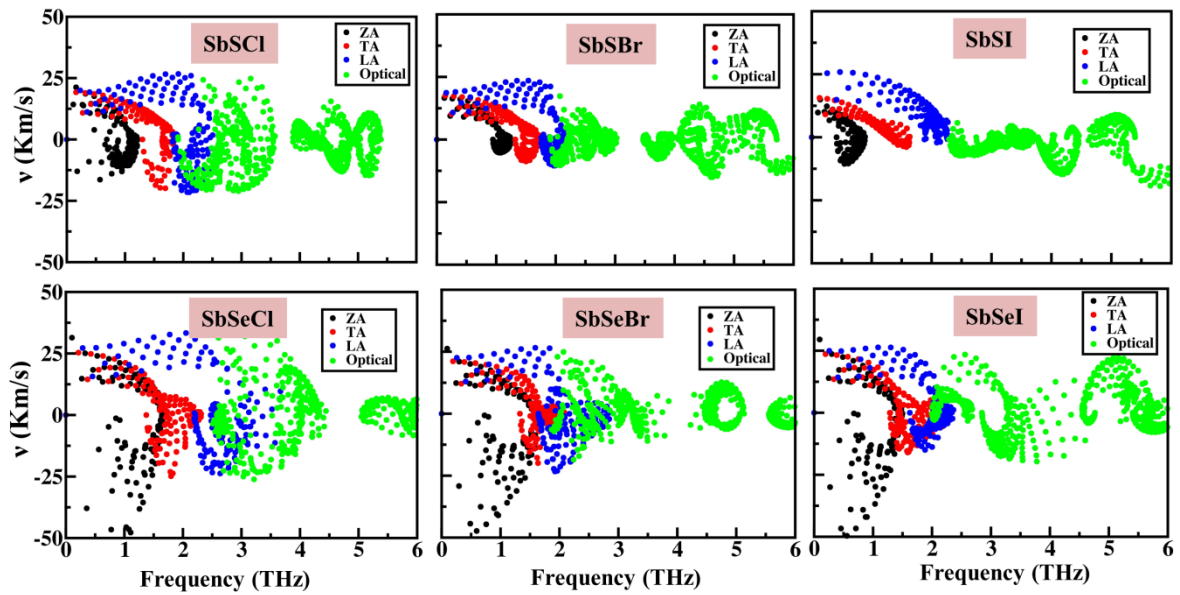 50
25
0
-25
-50
ν (Km/s)
SbSCl
ZA
TA
LA
Optical
SbSBr
ZA
TA
LA
Optical
SbSI
ZA
TA
LA
Optical
50
25
0
-25
-50
ν (Km/s)
SbSeCl
ZA
TA
LA
Optical
SbSeBr
ZA
TA
LA
Optical
SbSeI
ZA
TA
LA
Optical
0 1 2 3 4 5 6
0 1 2 3 4 5 6
0 1 2 3 4 5 6
Frequency (THz)
Frequency (THz)
Frequency (THz)